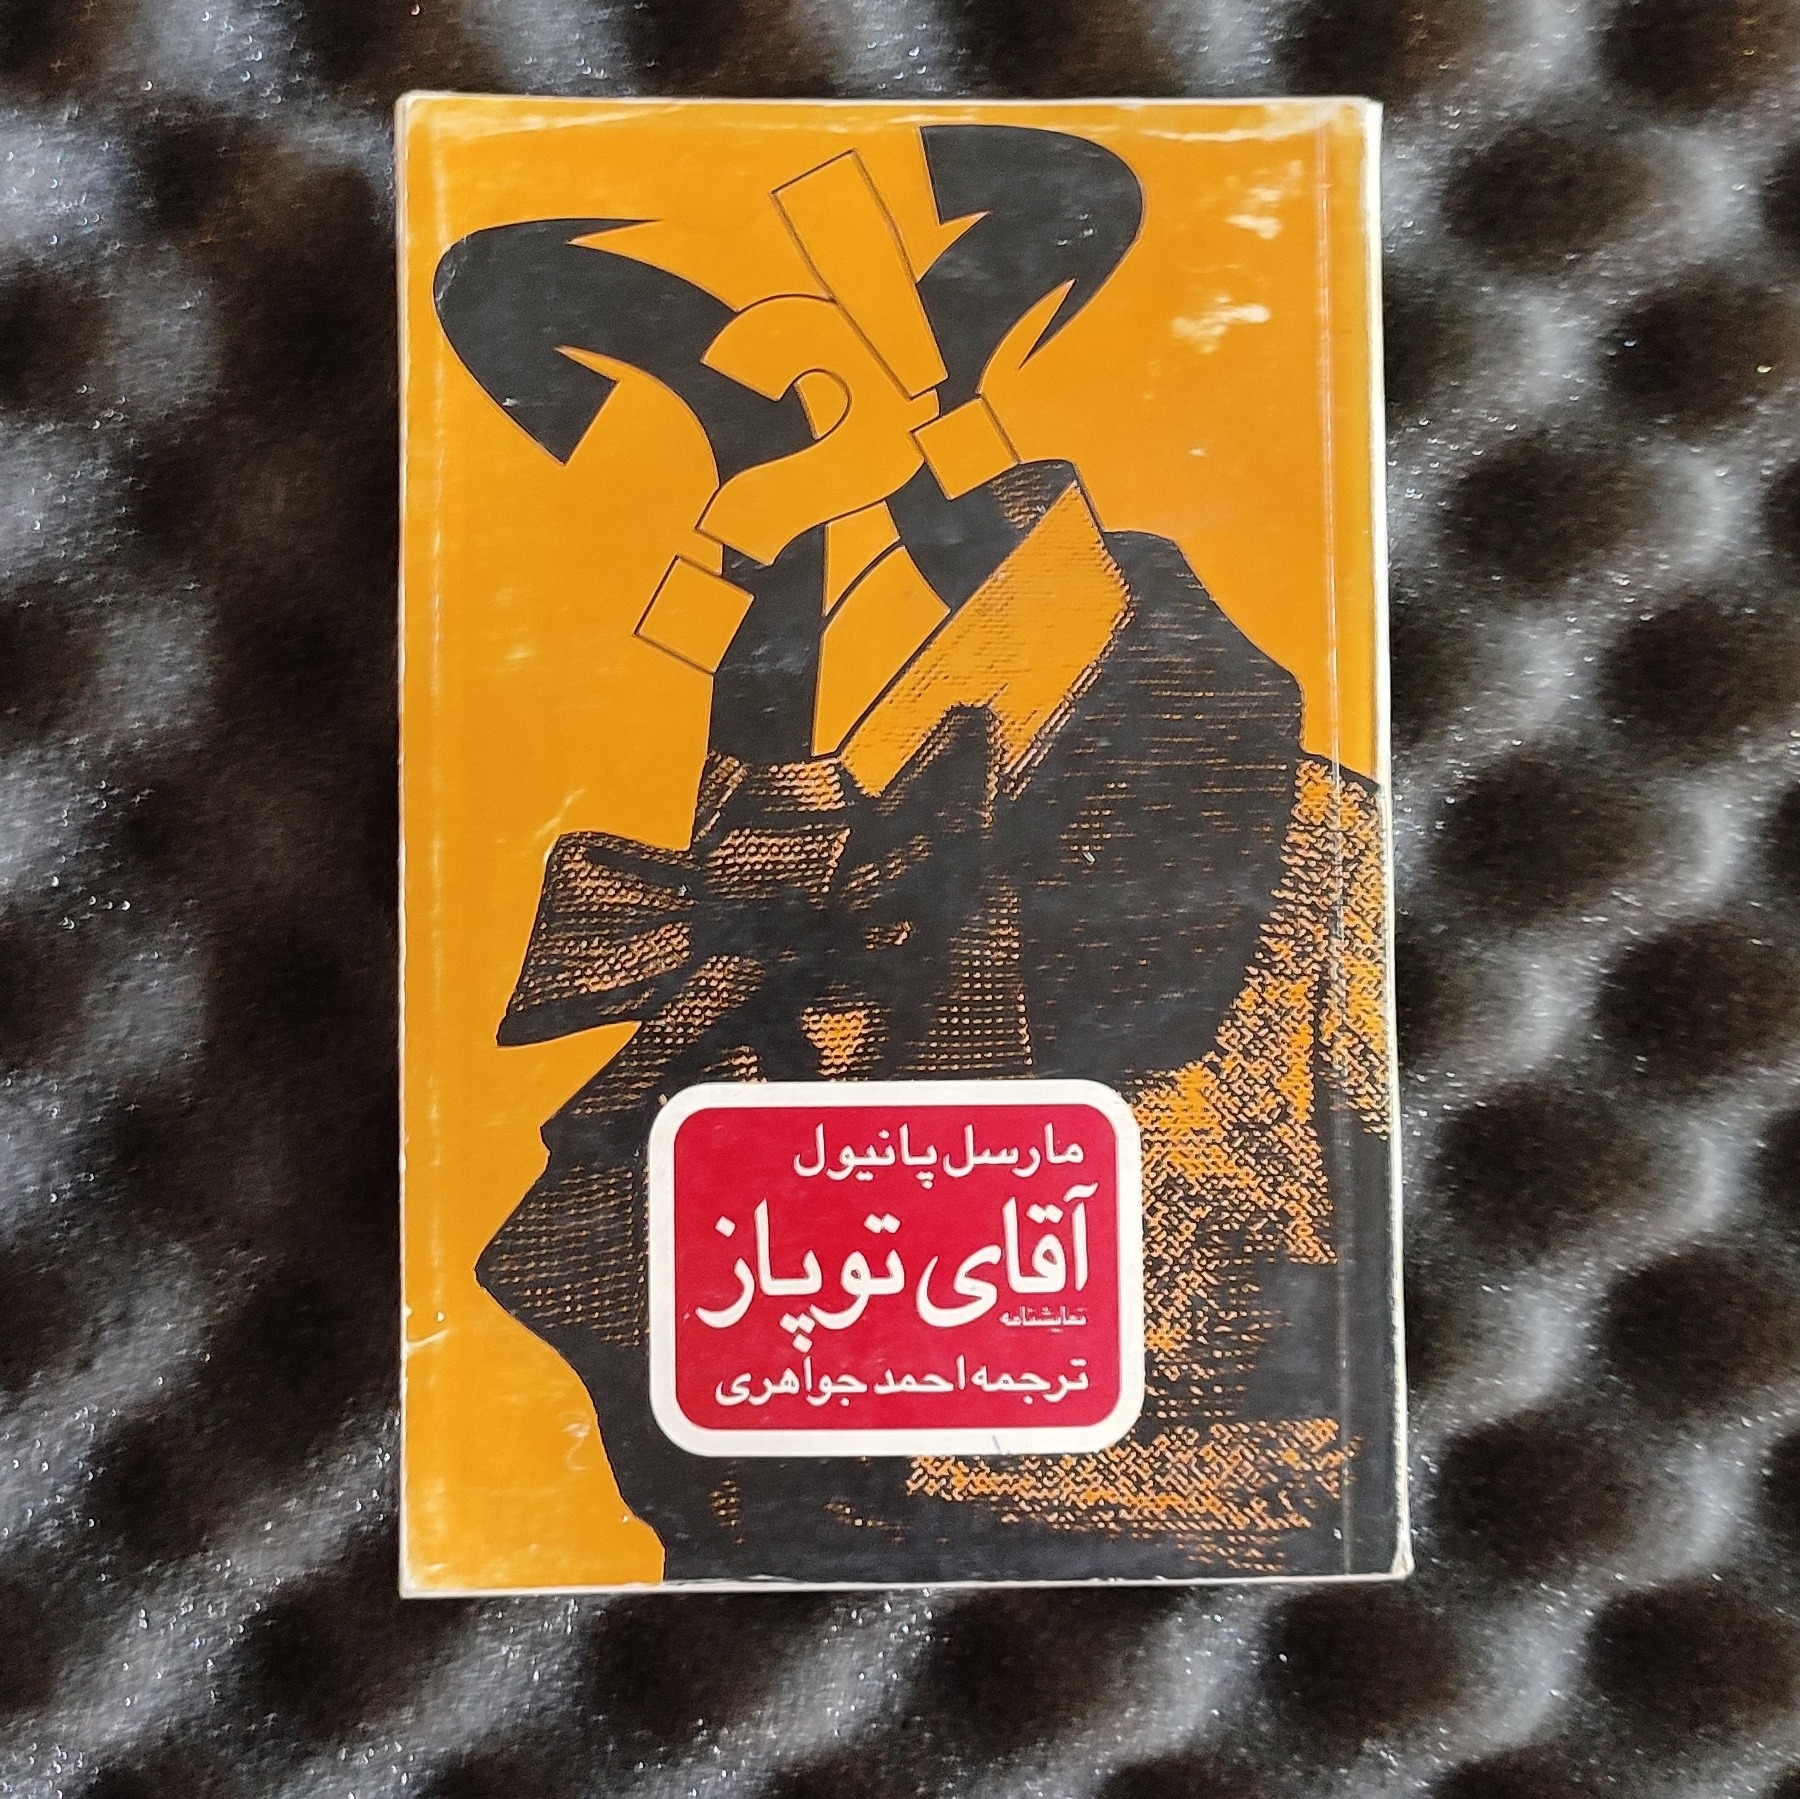 مارسل پانیول
آقای توپاز
نمایشنامه
ترجمه احمد جواهری